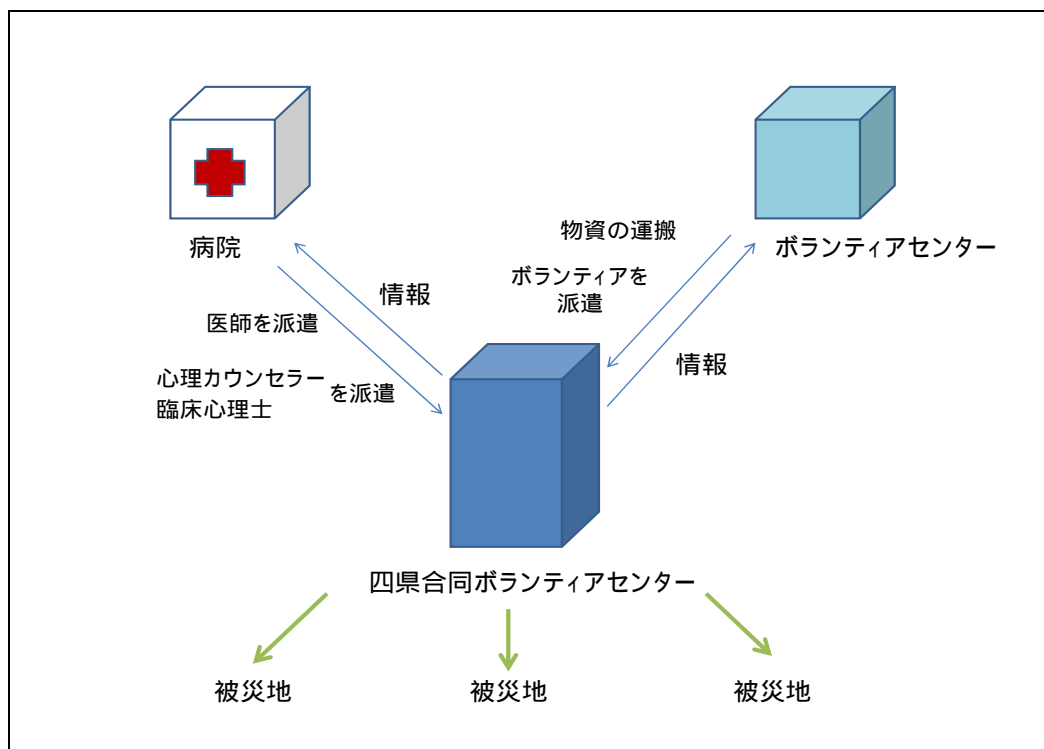 病院
ボランティアセンター
物資の運搬
ボランティアを
派遣
情報
医師を派遣
情報
心理カウンセラー
臨床心理士
を派遣
四県合同ボランティアセンター
被災地
被災地
被災地